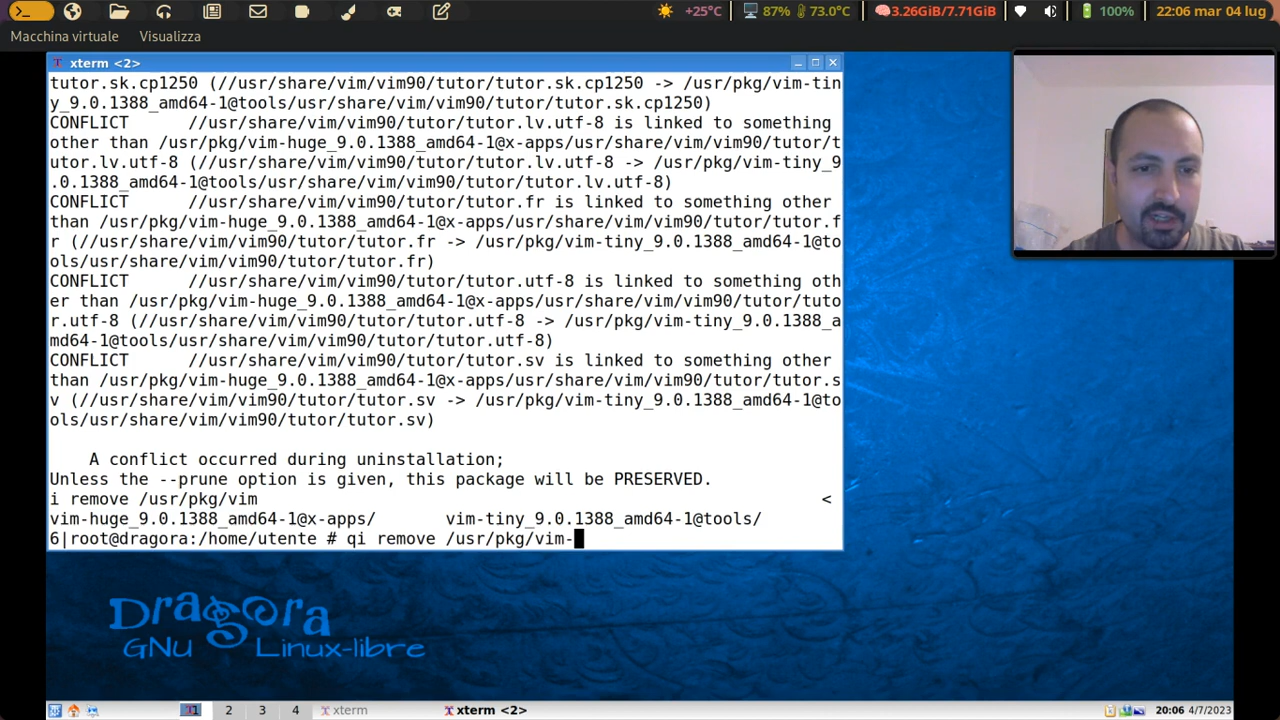 +25°C
87%
73.0°C
3.26GiB/7.71GiB
100%
22:06 mar 04 lug
Macchina virtuale
Visualizza
xterm <2>
tutor.sk.cp1250 (//usr/share/vim/vim90/tutor/tutor.sk.cp1250 -> /usr/pkg/vim-tin
y_9.0.1388_amd64-1@tools/usr/share/vim/vim90/tutor/tutor.sk.cp1250)
CONFLICT //usr/share/vim/vim90/tutor/tutor.lv.utf-8 is linked to something
other than /usr/pkg/vim-huge_9.0.1388_amd64-1@x-apps/usr/share/vim/vim90/tutor/t
utor.lv.utf-8 (//usr/share/vim/vim90/tutor/tutor.lv.utf-8 -> /usr/pkg/vim-tiny_9
.0.1388_amd64-1@tools/usr/share/vim/vim90/tutor/tutor.lv.utf-8)
CONFLICT //usr/share/vim/vim90/tutor/tutor.fr is linked to something other
than /usr/pkg/vim-huge_9.0.1388_amd64-1@x-apps/usr/share/vim/vim90/tutor/tutor.f
r (//usr/share/vim/vim90/tutor/tutor.fr -> /usr/pkg/vim-tiny_9.0.1388_amd64-1@to
ols/usr/share/vim/vim90/tutor/tutor.fr)
CONFLICT //usr/share/vim/vim90/tutor/tutor.utf-8 is linked to something oth
er than /usr/pkg/vim-huge_9.0.1388_amd64-1@x-apps/usr/share/vim/vim90/tutor/tuto
r.utf-8 (//usr/share/vim/vim90/tutor/tutor.utf-8 -> /usr/pkg/vim-tiny_9.0.1388_a
md64-1@tools/usr/share/vim/vim90/tutor/tutor.utf-8)
CONFLICT //usr/share/vim/vim90/tutor/tutor.sv is linked to something other
than /usr/pkg/vim-huge_9.0.1388_amd64-1@x-apps/usr/share/vim/vim90/tutor/tutor.s
v (//usr/share/vim/vim90/tutor/tutor.sv -> /usr/pkg/vim-tiny_9.0.1388_amd64-1@to
ols/usr/share/vim/vim90/tutor/tutor.sv)
A conflict occurred during uninstallation;
Unless the --prune option is given, this package will be PRESERVED.
i remove /usr/pkg/vim <
vim-huge_9.0.1388_amd64-1@x-apps/ vim-tiny_9.0.1388_amd64-1@tools/
6|root@dragora:/home/utente # qi remove /usr/pkg/vim-
Dragora
GNU Linux-libre
1 2 3 4
xterm
xterm <2>
20:06 4/7/2023